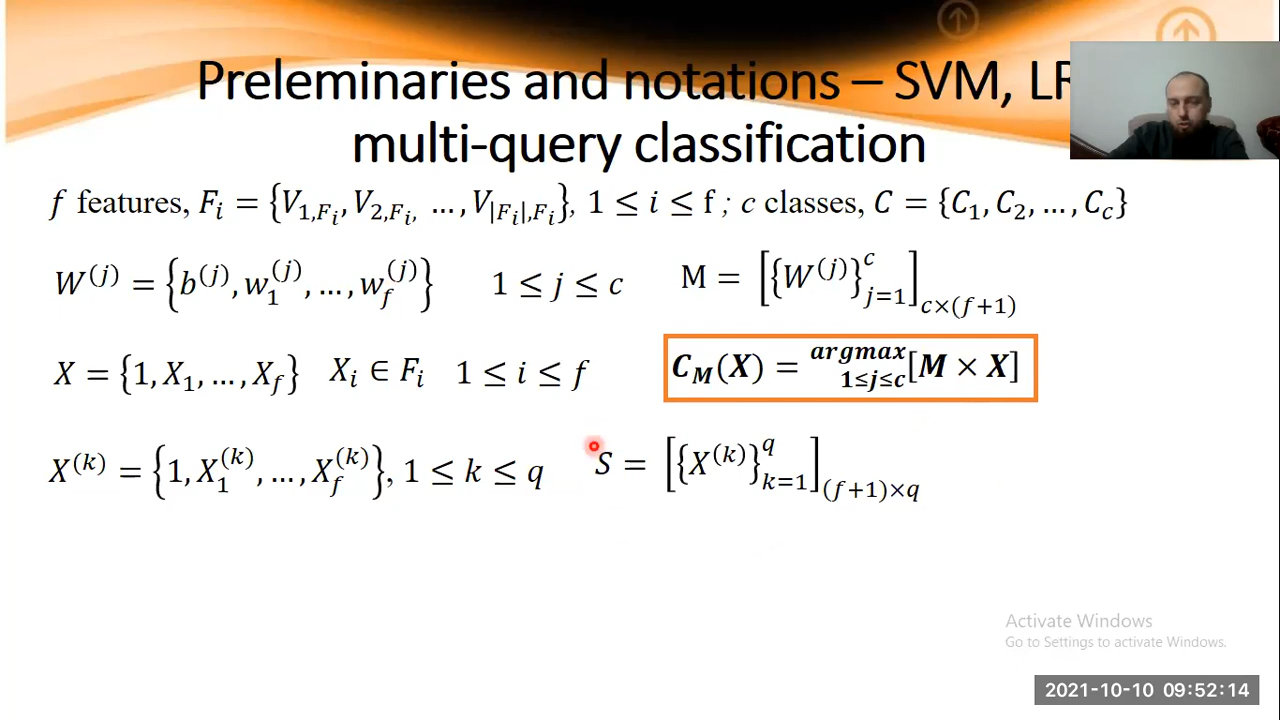 Preleminaries and notations – SVM, LR
multi-query classification
f features, F_i = {V_{1,F_i}, V_{2,F_i}, …, V_{|F_i|,F_i}}, 1 ≤ i ≤ f ; c classes, C = {C_1, C_2, …, C_c}
W^{(j)} = {b^{(j)}, w_1^{(j)}, …, w_f^{(j)}} 1 ≤ j ≤ c M = [{W^{(j)}}_{j=1}^{c}]_{c×(f+1)}
X = {1, X_1, …, X_f} X_i ∈ F_i 1 ≤ i ≤ f C_M(X) = argmax_{1≤j≤c}[M × X]
X^{(k)} = {1, X_1^{(k)}, …, X_f^{(k)}}, 1 ≤ k ≤ q S = [{X^{(k)}}_{k=1}^{q}]_{(f+1)×q}
Activate Windows
Go to Settings to activate Windows.
2021-10-10 09:52:14